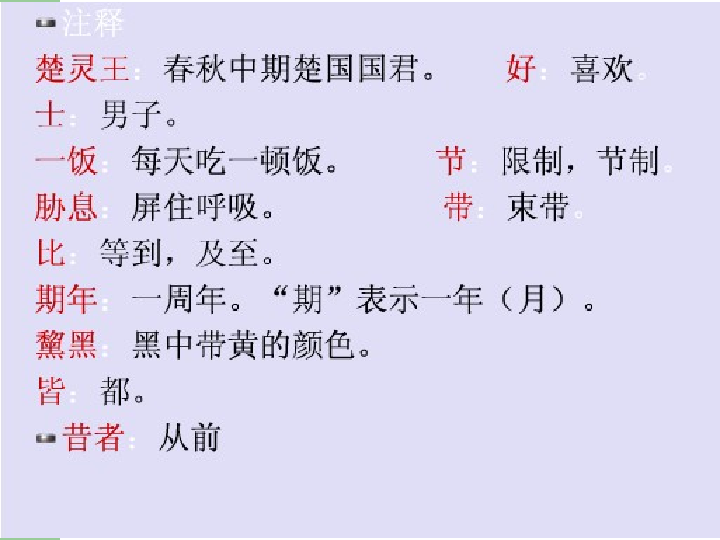 注释
楚灵王：春秋中期楚国国君。 好：喜欢。
士：男子。
一饭：每天吃一顿饭。 节：限制，节制。
胁息：屏住呼吸。 带：束带。
比：等到，及至。
期年：一周年。“期”表示一年（月）。
黧黑：黑中带黄的颜色。
皆：都。
昔者：从前